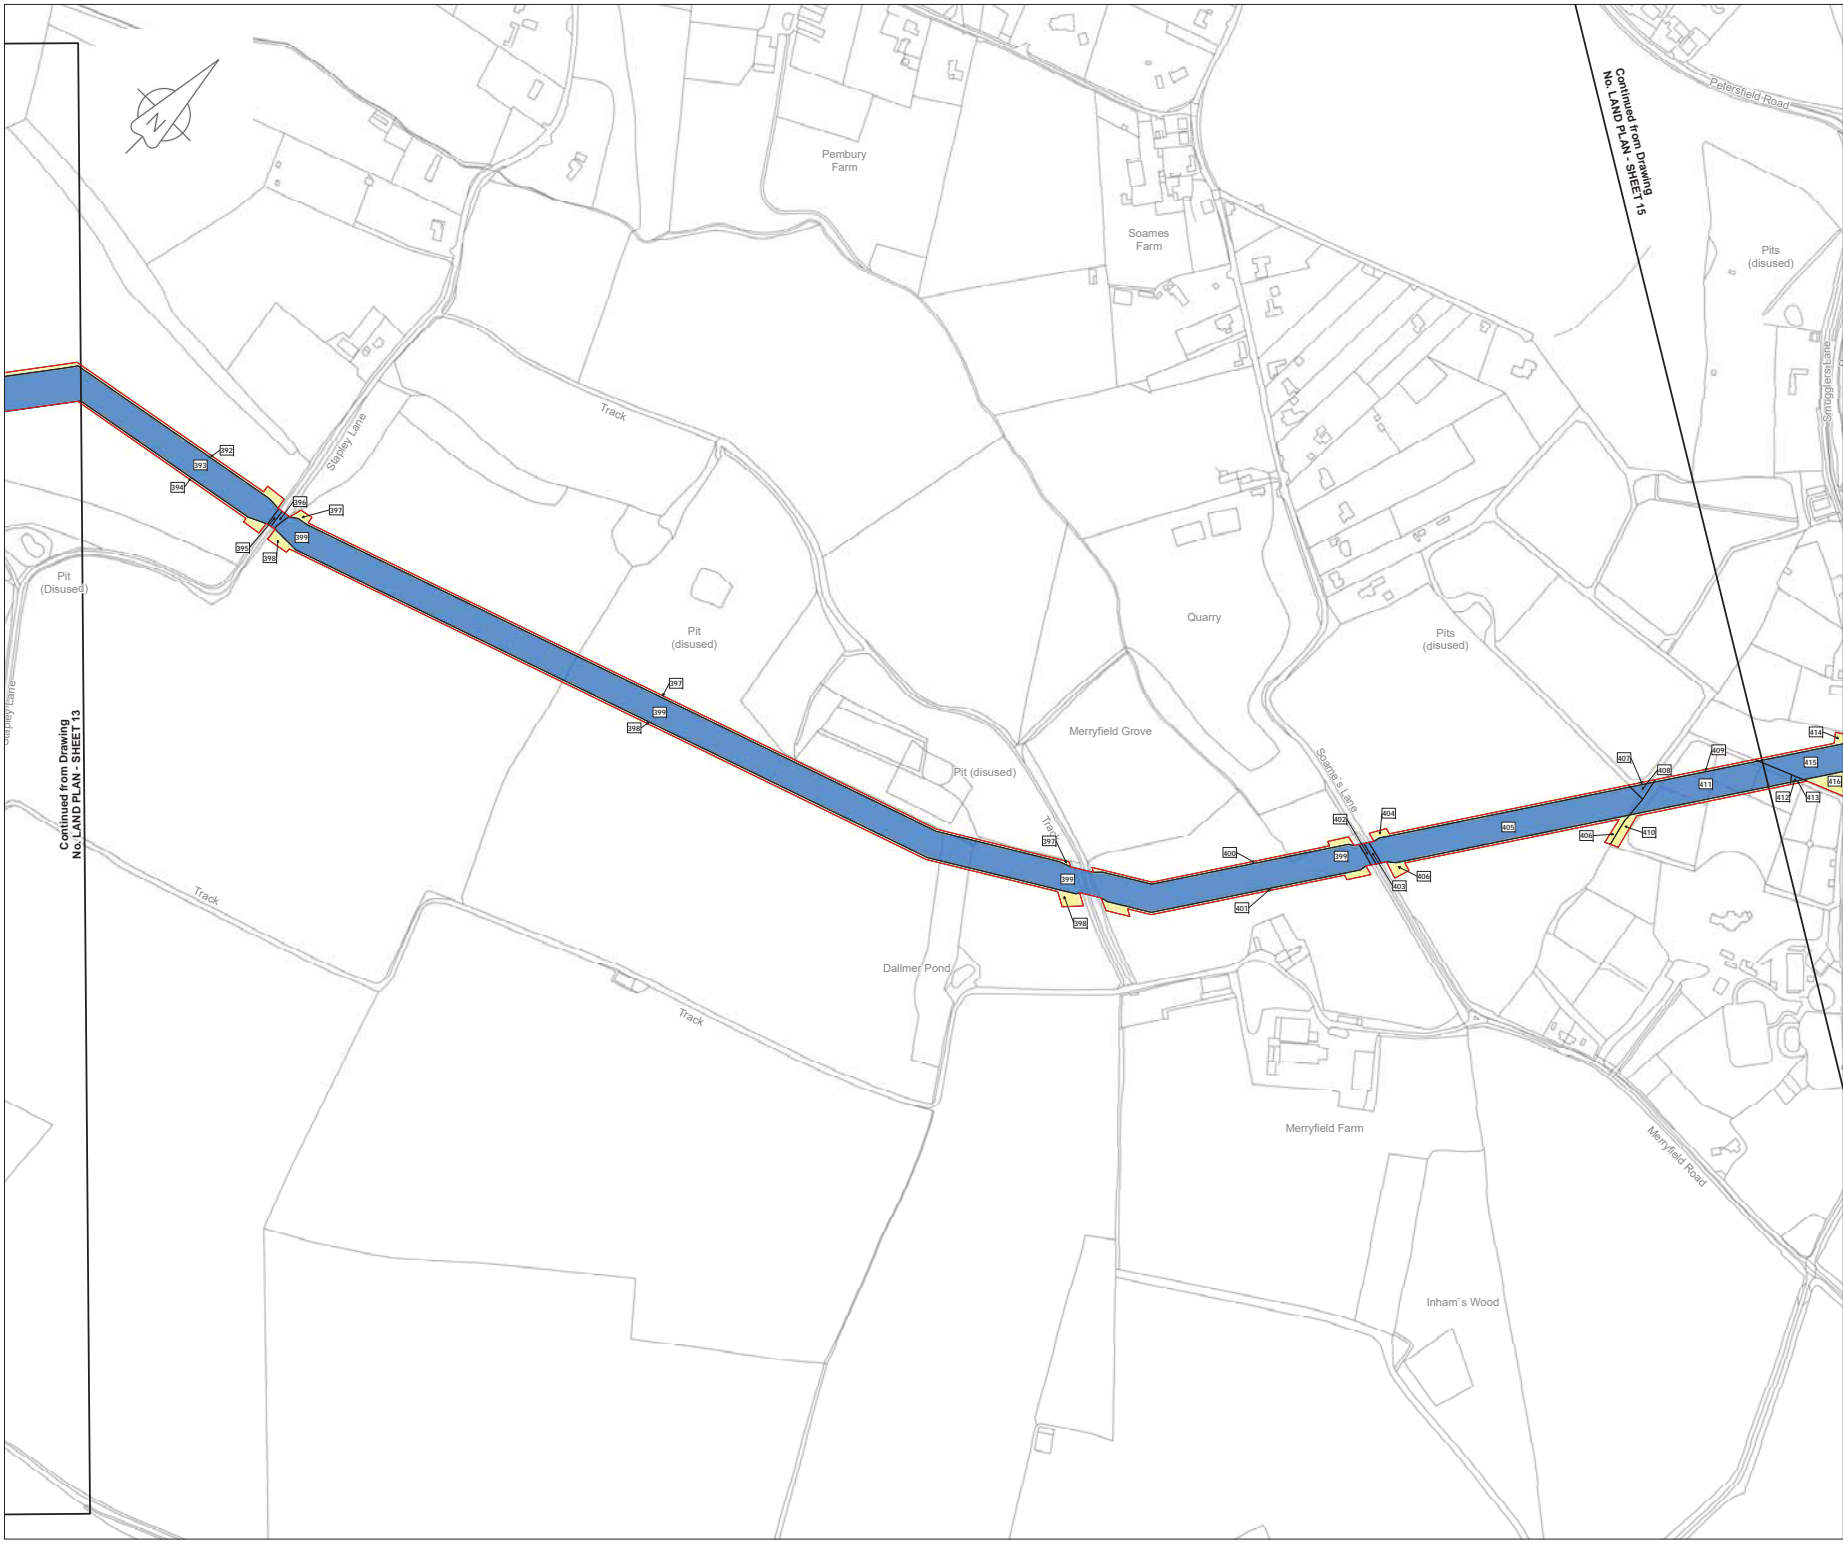 Continued from Drawing
No. LAND PLAN - SHEET 15
Petersfield Road
N
Pembury
Farm
Soames
Farm
Pits
(disused)
Smugglers Lane
Track
Stapley Lane
392
393
394
396
397
395
399
398
Pit
(Disused)
Stapley Lane
Continued from Drawing
No. LAND PLAN - SHEET 13
Pit
(disused)
Quarry
Pits
(disused)
397
399
398
Merryfield Grove
Pit (disused)
Soame`s Lane
Track
397
399
398
400
401
402
399
404
403
406
405
407
408
409
411
406
410
412
413
414
415
416
Track
Dallmer Pond
Track
Merryfield Farm
Merryfield Road
Inham`s Wood